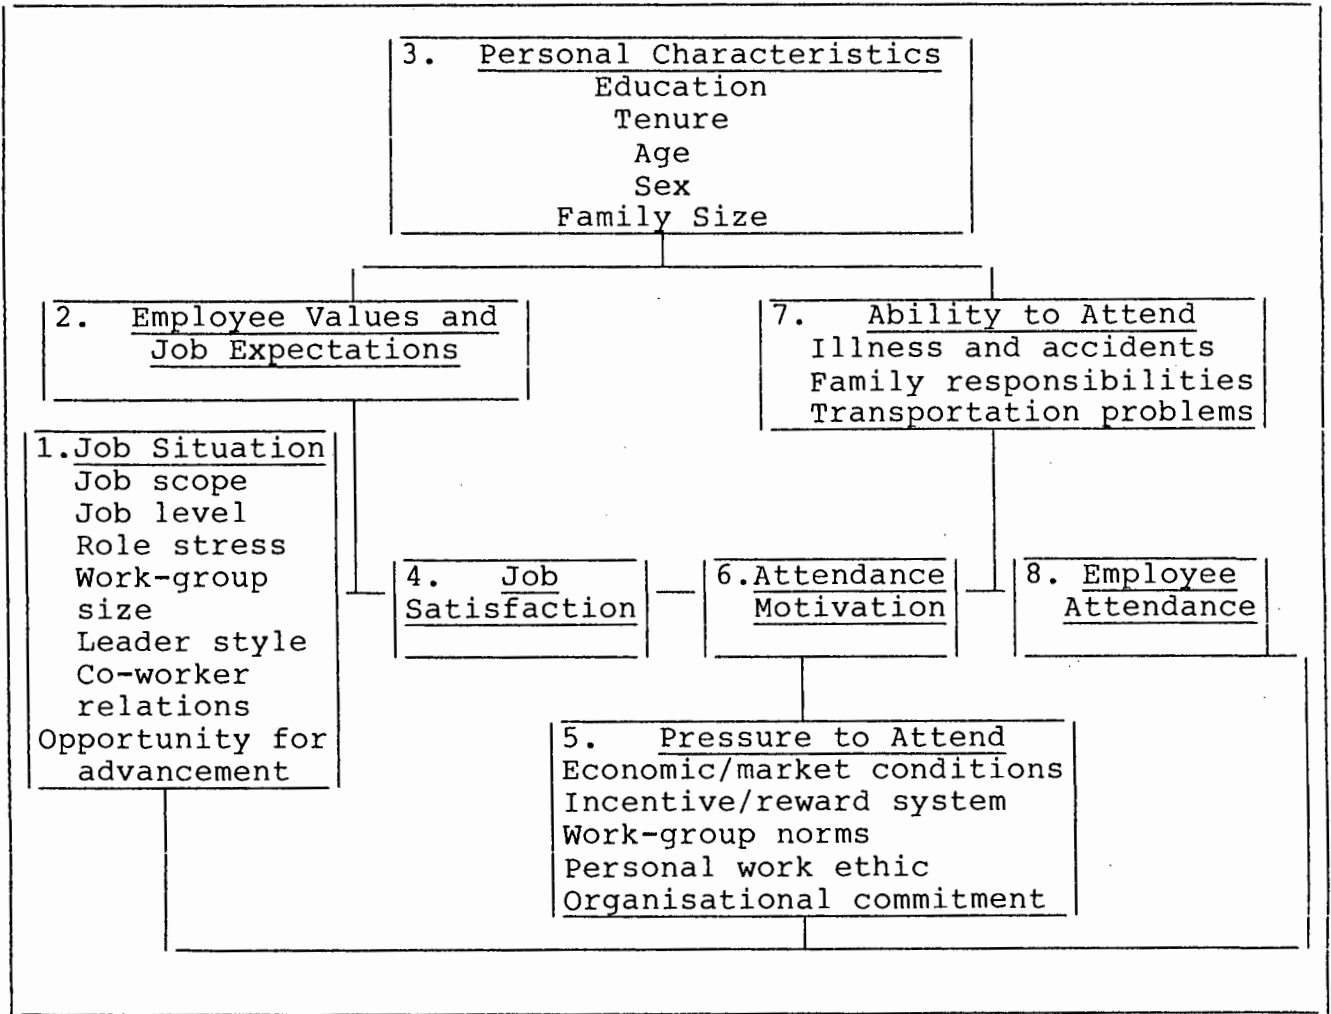 3. Personal Characteristics
Education
Tenure
Age
Sex
Family Size
2. Employee Values and
Job Expectations
7. Ability to Attend
Illness and accidents
Family responsibilities
Transportation problems
1.Job Situation
Job scope
Job level
Role stress
Work-group
size
Leader style
Co-worker
relations
Opportunity for
advancement
4. Job
Satisfaction
6.Attendance
Motivation
8. Employee
Attendance
5. Pressure to Attend
Economic/market conditions
Incentive/reward system
Work-group norms
Personal work ethic
Organisational commitment